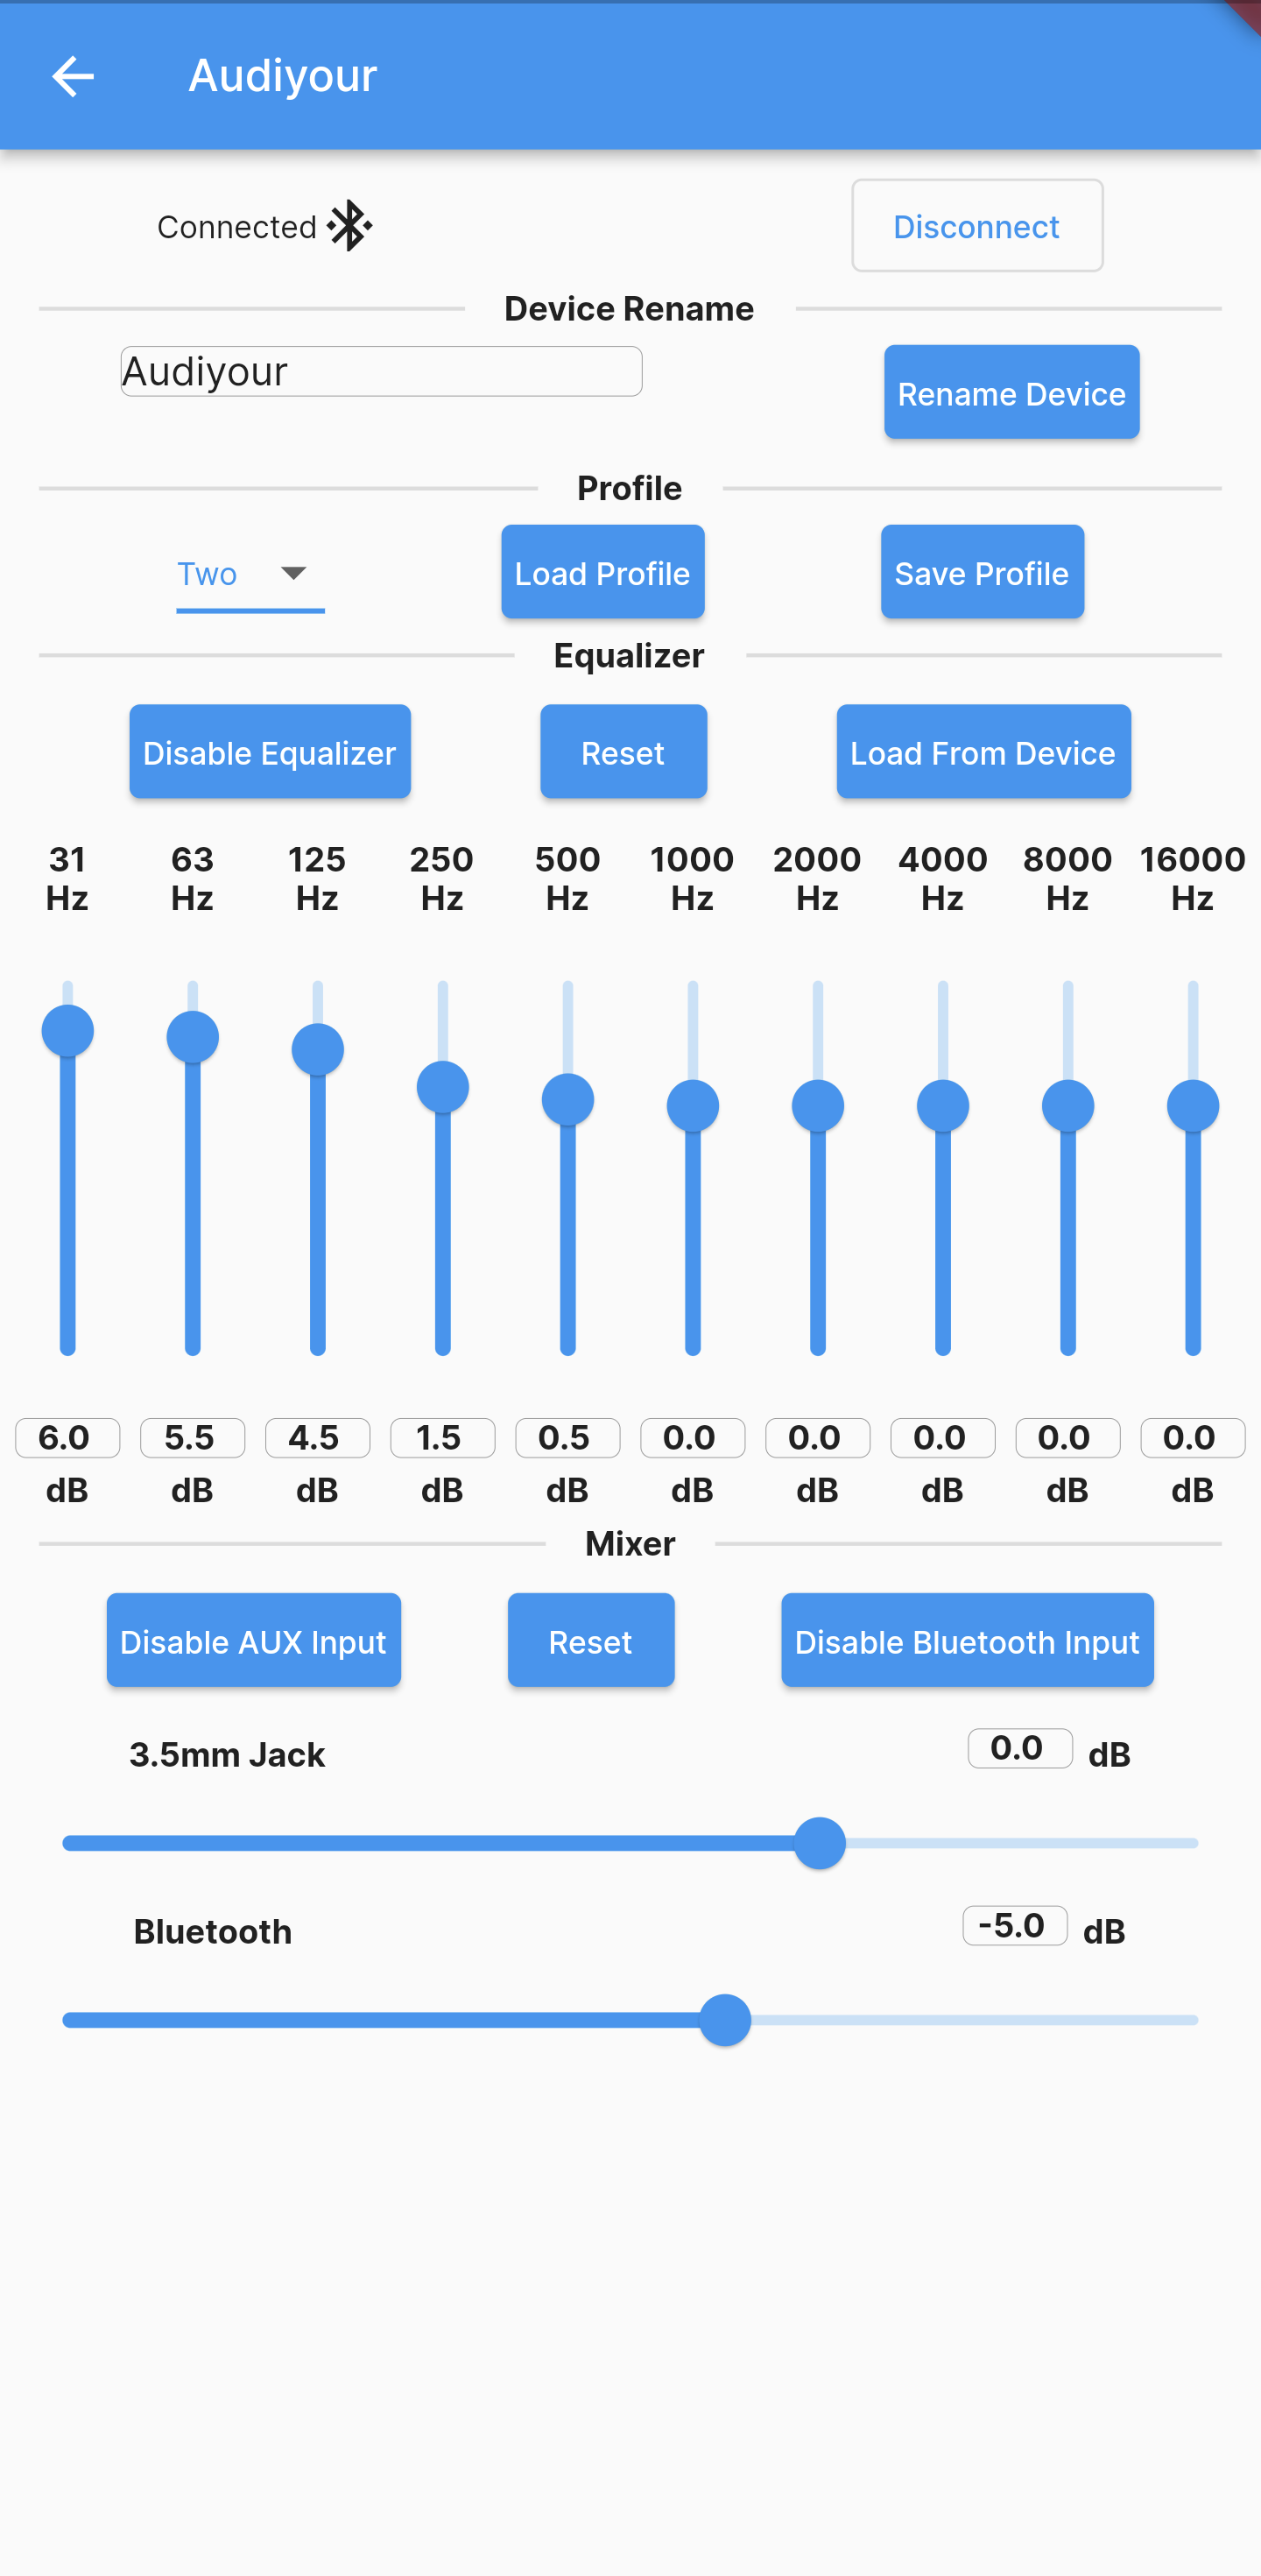 Audiyour
Connected
Disconnect
Device Rename
Audiyour
Rename Device
Profile
Two
Load Profile
Save Profile
Equalizer
Disable Equalizer
Reset
Load From Device
31 63 125 250 500 1000 2000 4000 8000 16000
Hz Hz Hz Hz Hz Hz Hz Hz Hz Hz
6.0 5.5 4.5 1.5 0.5 0.0 0.0 0.0 0.0 0.0
dB dB dB dB dB dB dB dB dB dB
Mixer
Disable AUX Input
Reset
Disable Bluetooth Input
3.5mm Jack
0.0 dB
Bluetooth
-5.0 dB